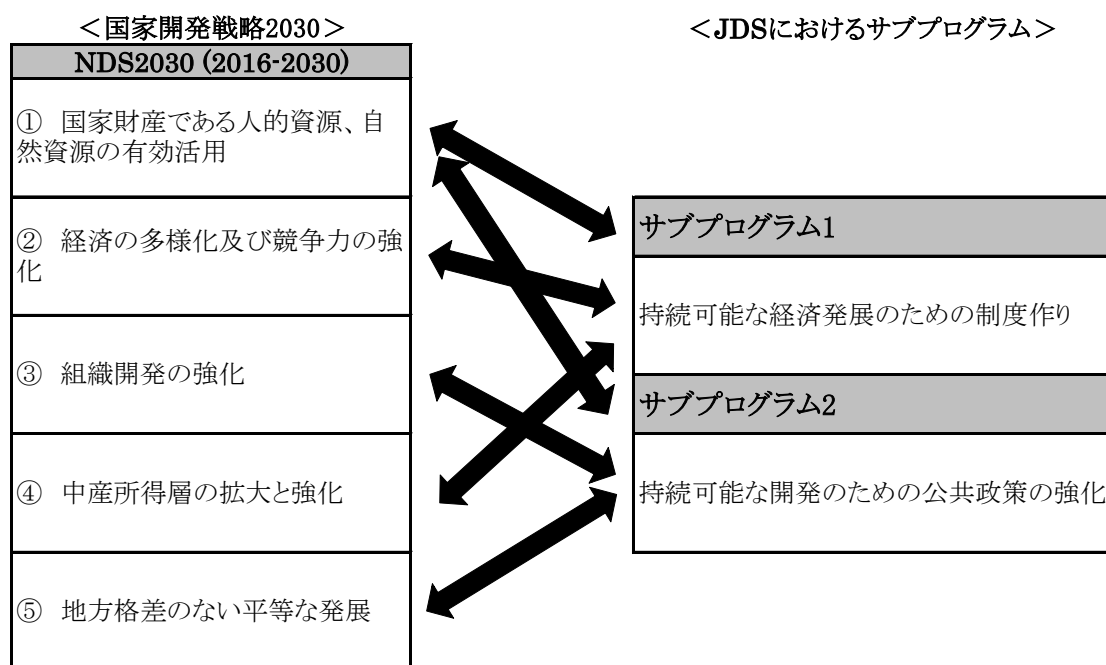 ＜国家開発戦略2030＞
NDS2030 (2016-2030)
① 国家財産である人的資源、自
然資源の有効活用
② 経済の多様化及び競争力の強
化
③ 組織開発の強化
④ 中産所得層の拡大と強化
⑤ 地方格差のない平等な発展
＜JDSにおけるサブプログラム＞
サブプログラム1
持続可能な経済発展のための制度作り
サブプログラム2
持続可能な開発のための公共政策の強化